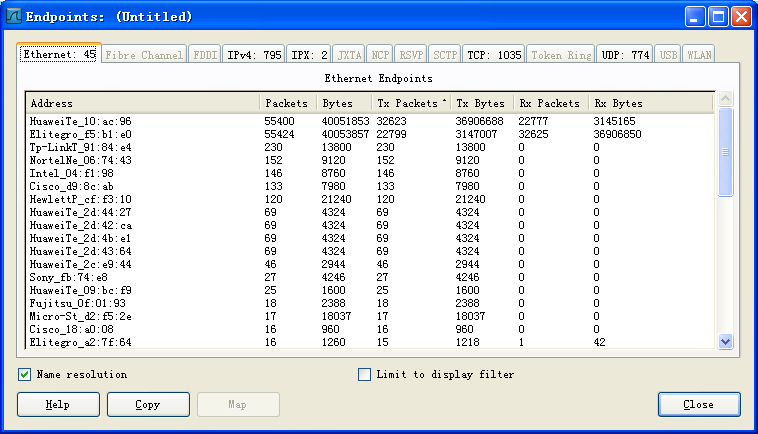 Endpoints: (Untitled)
Ethernet: 45 Fibre Channel FDDI IPv4: 795 IPX: 2 JXTA NCP RSVP SCTP TCP: 1035 Token Ring UDP: 774 USB WLAN
Ethernet Endpoints
Address Packets Bytes Tx Packets Tx Bytes Rx Packets Rx Bytes
HuaweiTe_10:ac:96 55400 40051853 32623 36906688 22777 3145165
Elitegro_f5:b1:e0 55424 40053857 22799 3147007 32625 36906850
Tp-LinkT_91:84:e4 230 13800 230 13800 0 0
NortelNe_06:74:43 152 9120 152 9120 0 0
Intel_04:f1:98 146 8760 146 8760 0 0
Cisco_d9:8c:ab 133 7980 133 7980 0 0
HewlettP_cf:f3:10 120 21240 120 21240 0 0
HuaweiTe_2d:44:27 69 4324 69 4324 0 0
HuaweiTe_2d:42:ca 69 4324 69 4324 0 0
HuaweiTe_2d:4b:e1 69 4324 69 4324 0 0
HuaweiTe_2d:43:64 69 4324 69 4324 0 0
HuaweiTe_2c:e9:44 46 2944 46 2944 0 0
Sony_fb:74:e8 27 4246 27 4246 0 0
HuaweiTe_09:bc:f9 25 1600 25 1600 0 0
Fujitsu_0f:01:93 18 2388 18 2388 0 0
Micro-St_d2:f5:2e 17 18037 17 18037 0 0
Cisco_18:a0:08 16 960 16 960 0 0
Elitegro_a2:7f:64 16 1260 15 1218 1 42
Name resolution Limit to display filter
Help Copy Map Close